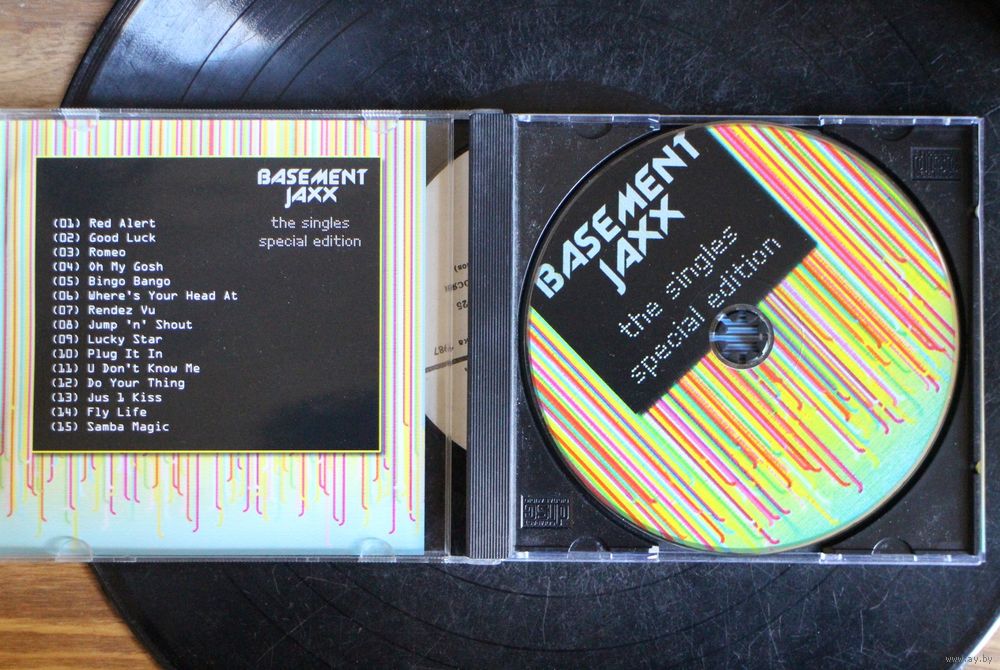 BASEMENT
JAXX
the singles
special edition
(01) Red Alert
(02) Good Luck
(03) Romeo
(04) Oh My Gosh
(05) Bingo Bango
(06) Where's Your Head At
(07) Rendez Vu
(08) Jump 'n' Shout
(09) Lucky Star
(10) Plug It In
(11) U Don't Know Me
(12) Do Your Thing
(13) Jus 1 Kiss
(14) Fly Life
(15) Samba Magic
BASEMENT
JAXX
the singles
special edition
disc
www.ay.by